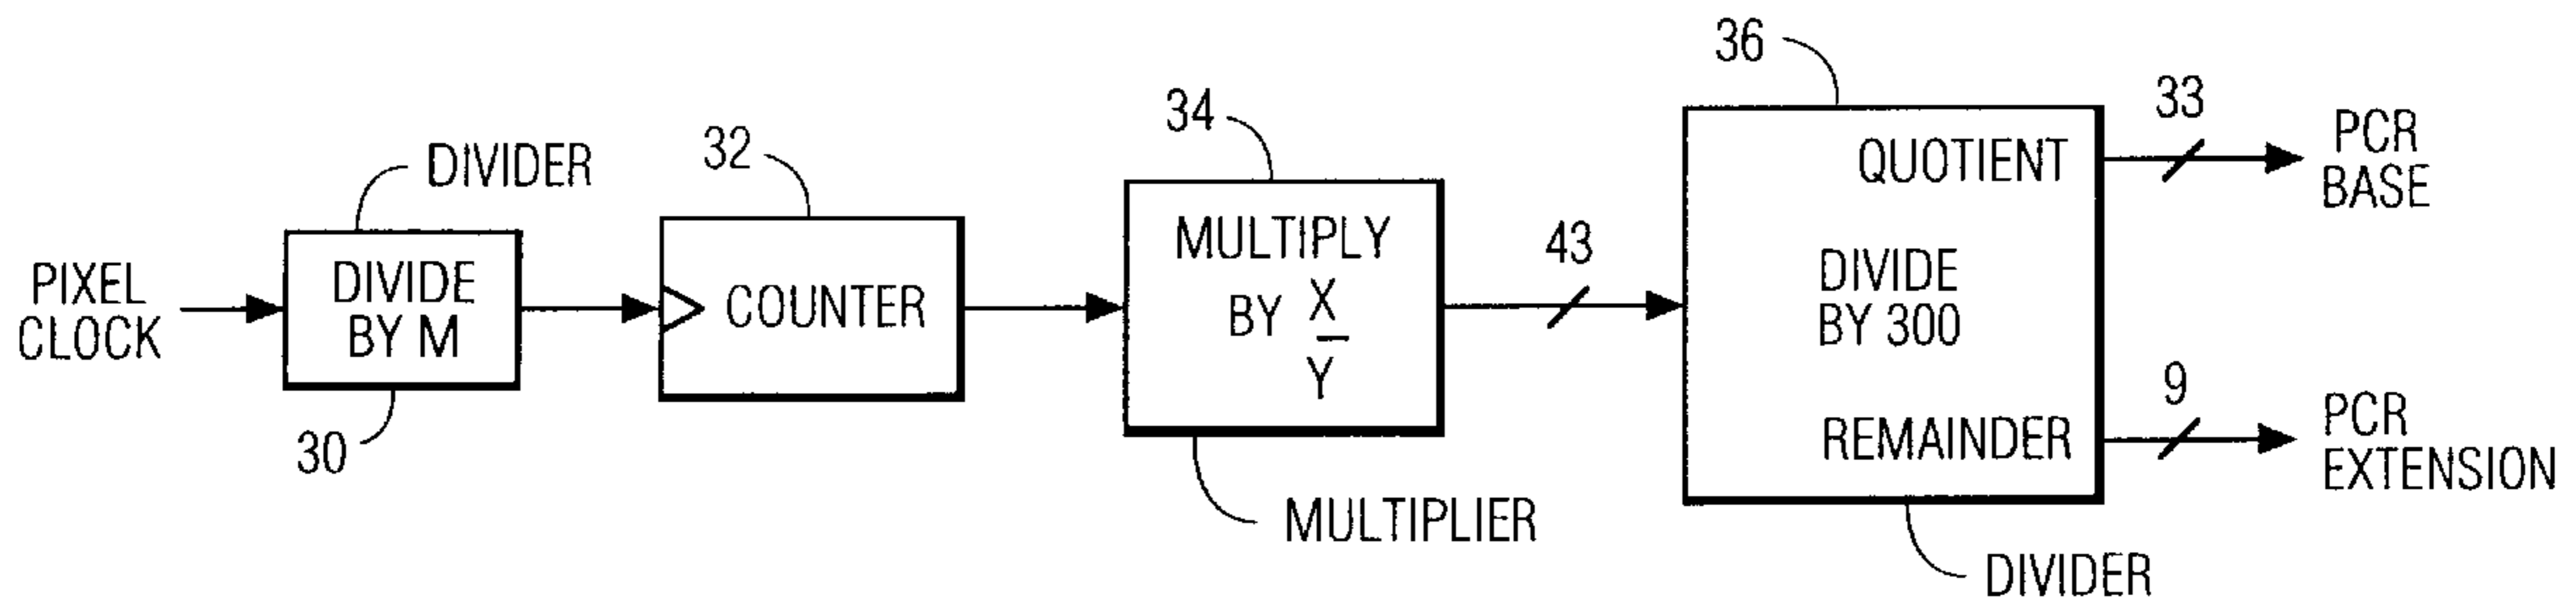 PIXEL
CLOCK
DIVIDER
DIVIDE
BY M
30
32
COUNTER
34
MULTIPLY
BY X
Y
MULTIPLIER
43
36
QUOTIENT
DIVIDE
BY 300
REMAINDER
DIVIDER
33
PCR
BASE
9
PCR
EXTENSION